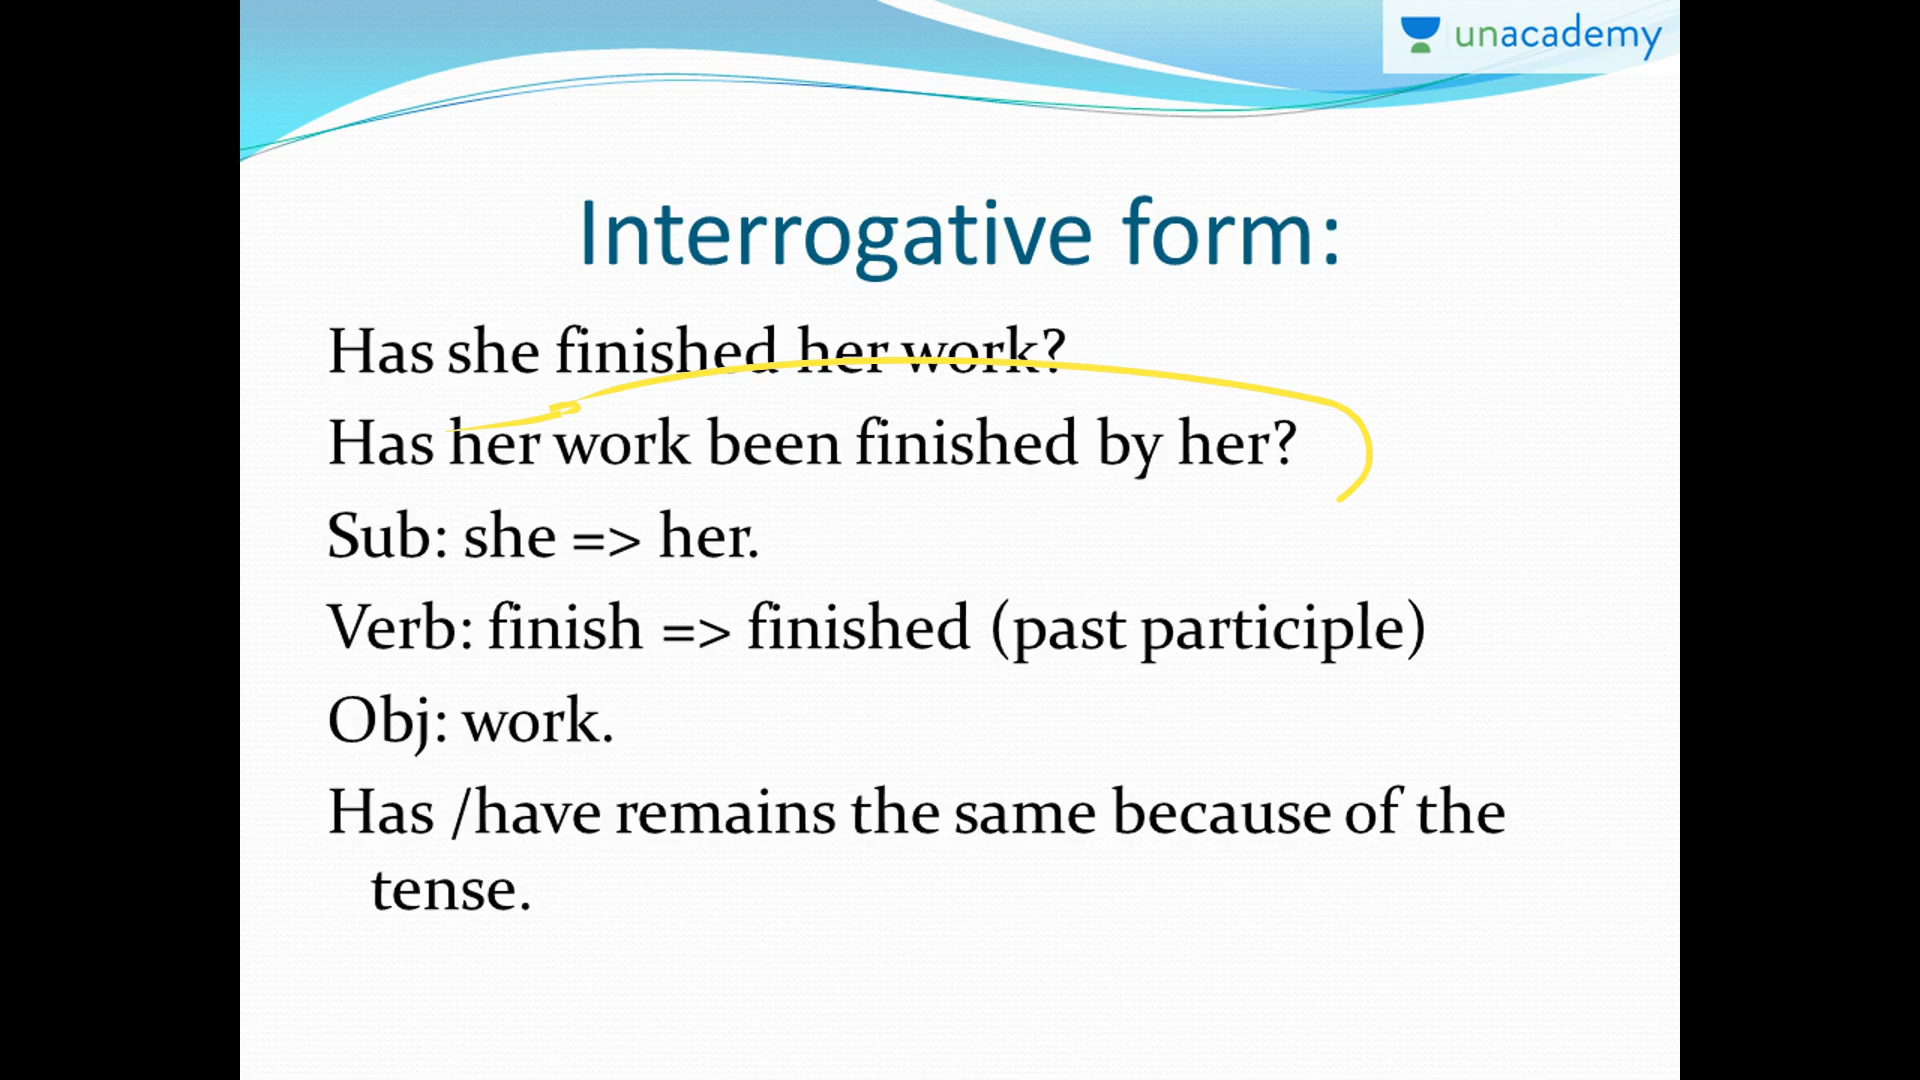 unacademy
Interrogative form:
Has she finished her work?
Has her work been finished by her?
Sub: she => her.
Verb: finish => finished (past participle)
Obj: work.
Has /have remains the same because of the
tense.